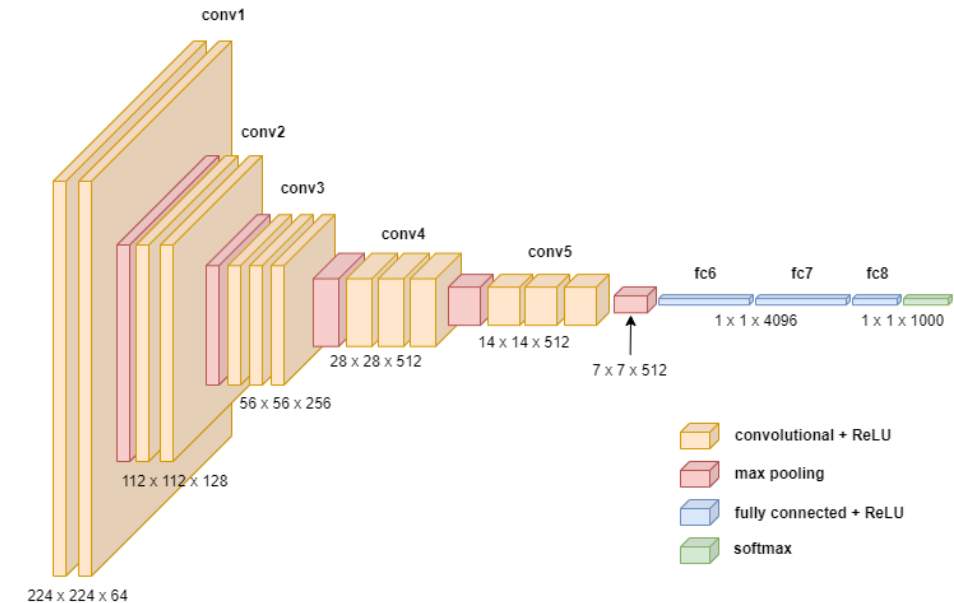 conv1
conv2
conv3
conv4
conv5
fc6
fc7
fc8
1 x 1 x 4096
1 x 1 x 1000
14 x 14 x 512
28 x 28 x 512
7 x 7 x 512
56 x 56 x 256
112 x 112 x 128
224 x 224 x 64
convolutional + ReLU
max pooling
fully connected + ReLU
softmax